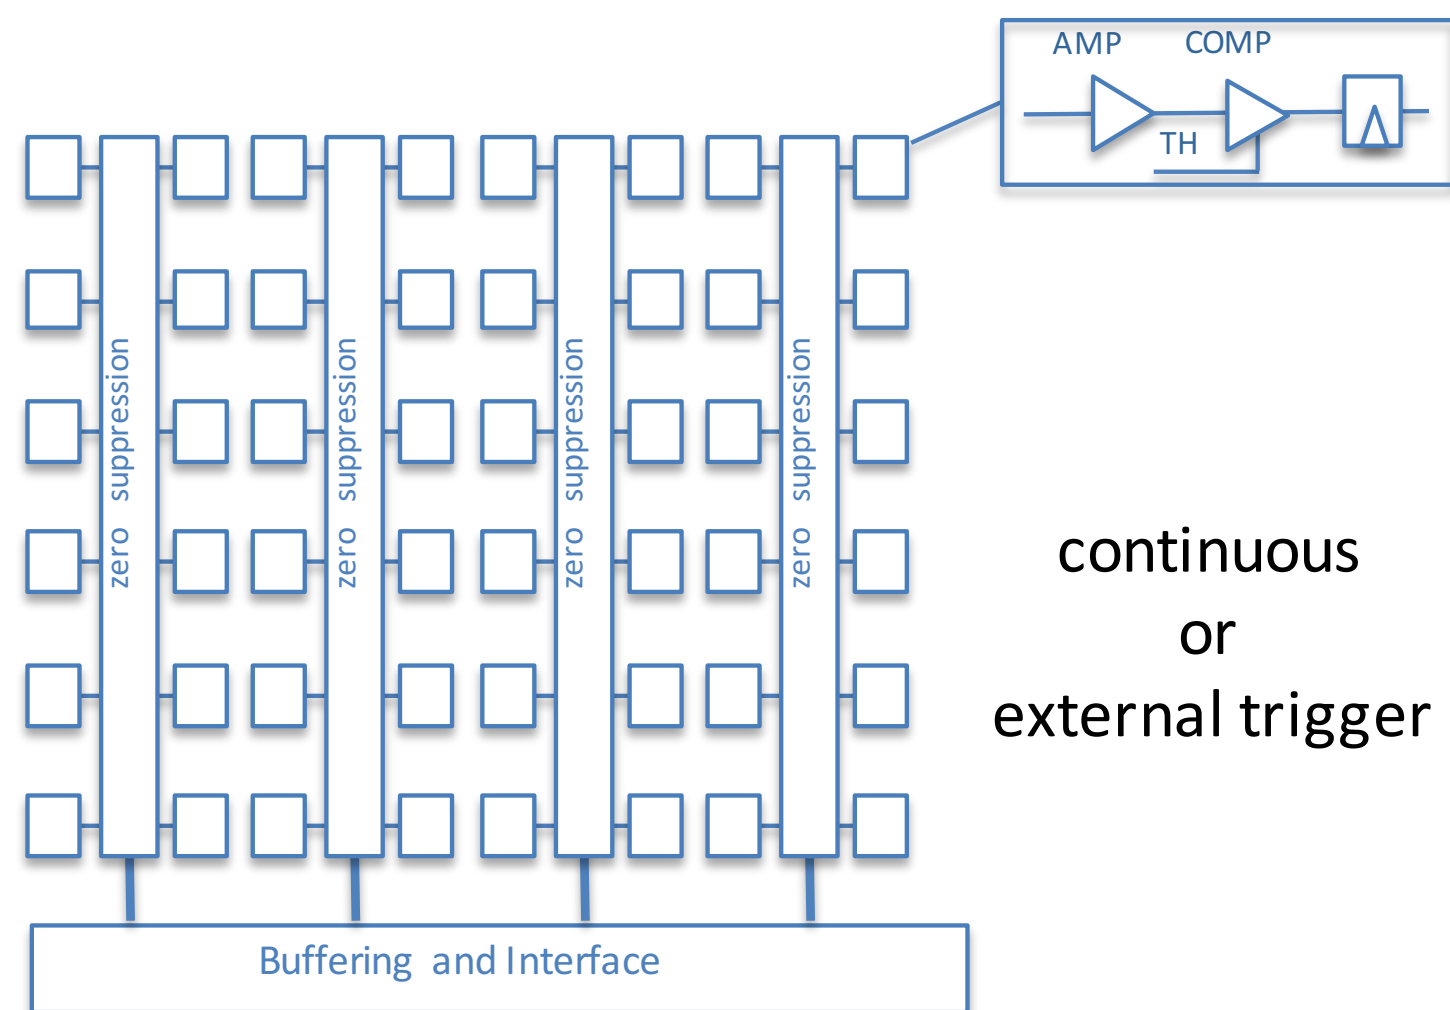 AMP COMP
TH
zero suppression
zero suppression
zero suppression
zero suppression
continuous
or
external trigger
Buffering and Interface